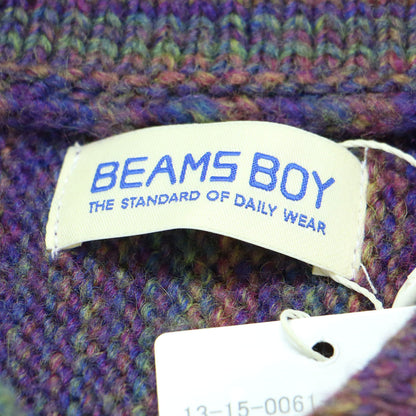 BEAMS BOY
THE STANDARD OF DAILY WEAR
13-15-0061-